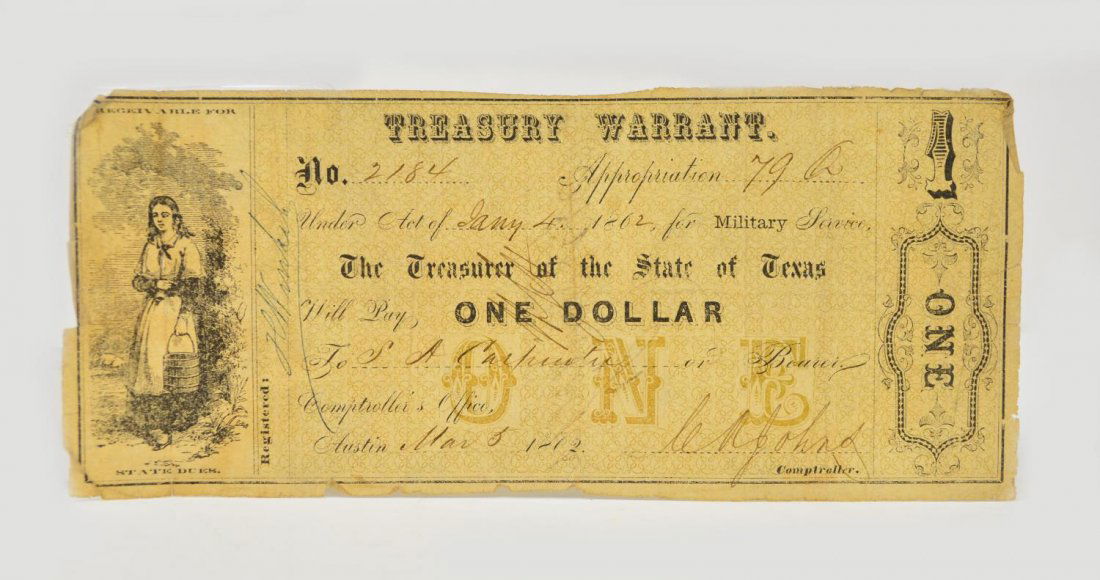 RECEIVABLE FOR
STATE DUES.
Registered:
TREASURY WARRANT.
No. 2184 Appropriation 79
Under Act of Jany 4 1862, for Military Service,
The Treasurer of the State of Texas
Will Pay, ONE DOLLAR
To S A or Bearer
ONE
Comptroller's Office,
Austin Mar 5 1862 C R Johns
Comptroller.
1
ONE